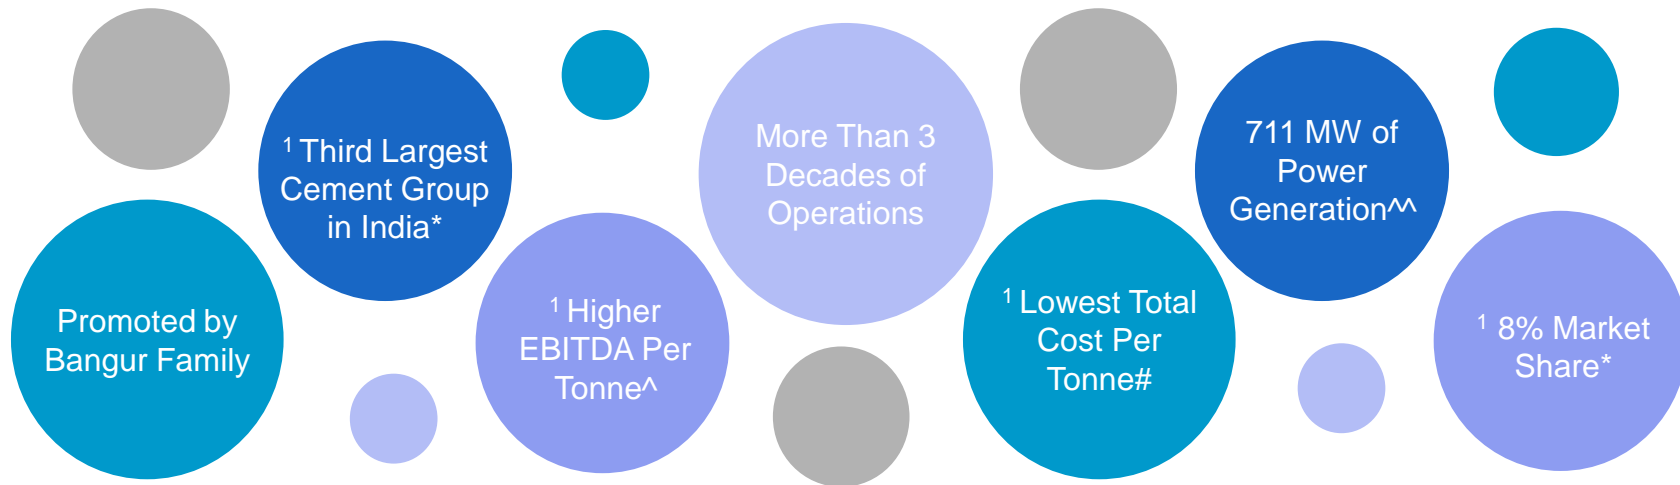 Promoted by
Bangur Family
¹ Third Largest
Cement Group
in India*
¹ Higher
EBITDA Per
Tonne^
More Than 3
Decades of
Operations
¹ Lowest Total
Cost Per
Tonne#
711 MW of
Power
Generation^^
¹ 8% Market
Share*